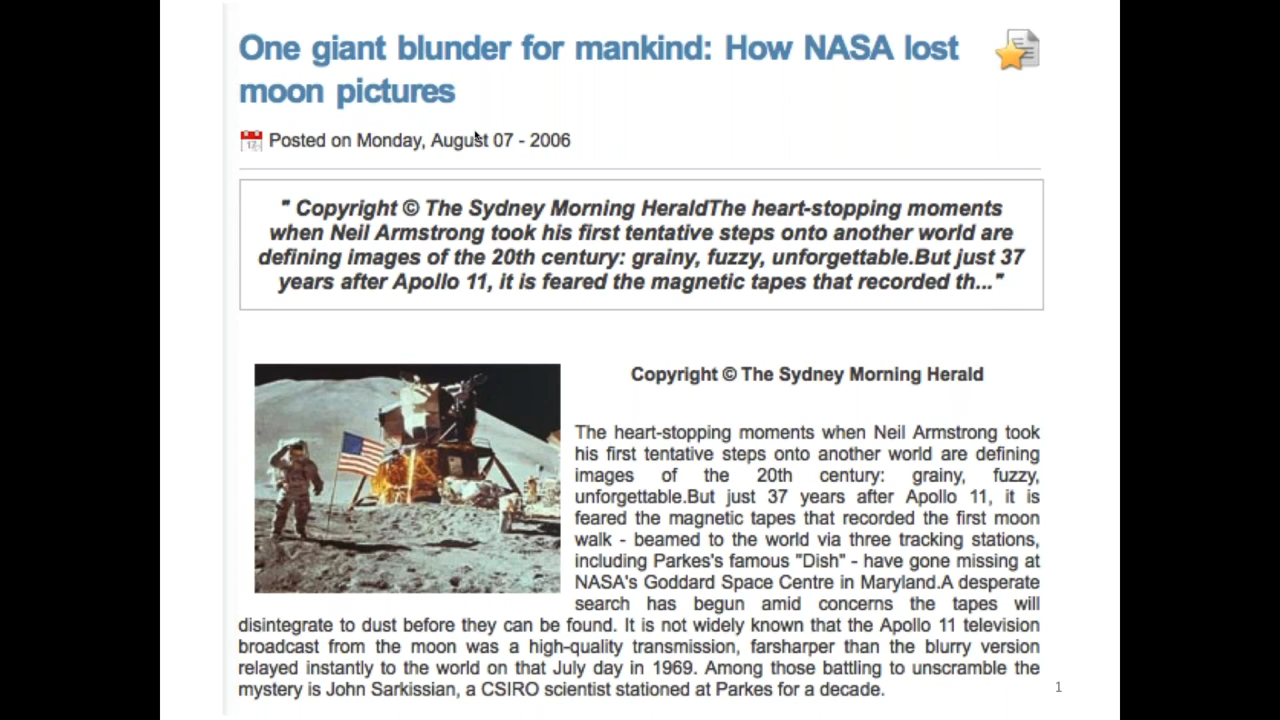 One giant blunder for mankind: How NASA lost
moon pictures
17
Posted on Monday, August 07 - 2006
" Copyright © The Sydney Morning HeraldThe heart-stopping moments
when Neil Armstrong took his first tentative steps onto another world are
defining images of the 20th century: grainy, fuzzy, unforgettable.But just 37
years after Apollo 11, it is feared the magnetic tapes that recorded th..."
Copyright © The Sydney Morning Herald
The heart-stopping moments when Neil Armstrong took
his first tentative steps onto another world are defining
images of the 20th century: grainy, fuzzy,
unforgettable.But just 37 years after Apollo 11, it is
feared the magnetic tapes that recorded the first moon
walk - beamed to the world via three tracking stations,
including Parkes's famous "Dish" - have gone missing at
NASA's Goddard Space Centre in Maryland.A desperate
search has begun amid concerns the tapes will
disintegrate to dust before they can be found. It is not widely known that the Apollo 11 television
broadcast from the moon was a high-quality transmission, farsharper than the blurry version
relayed instantly to the world on that July day in 1969. Among those battling to unscramble the
mystery is John Sarkissian, a CSIRO scientist stationed at Parkes for a decade.
1